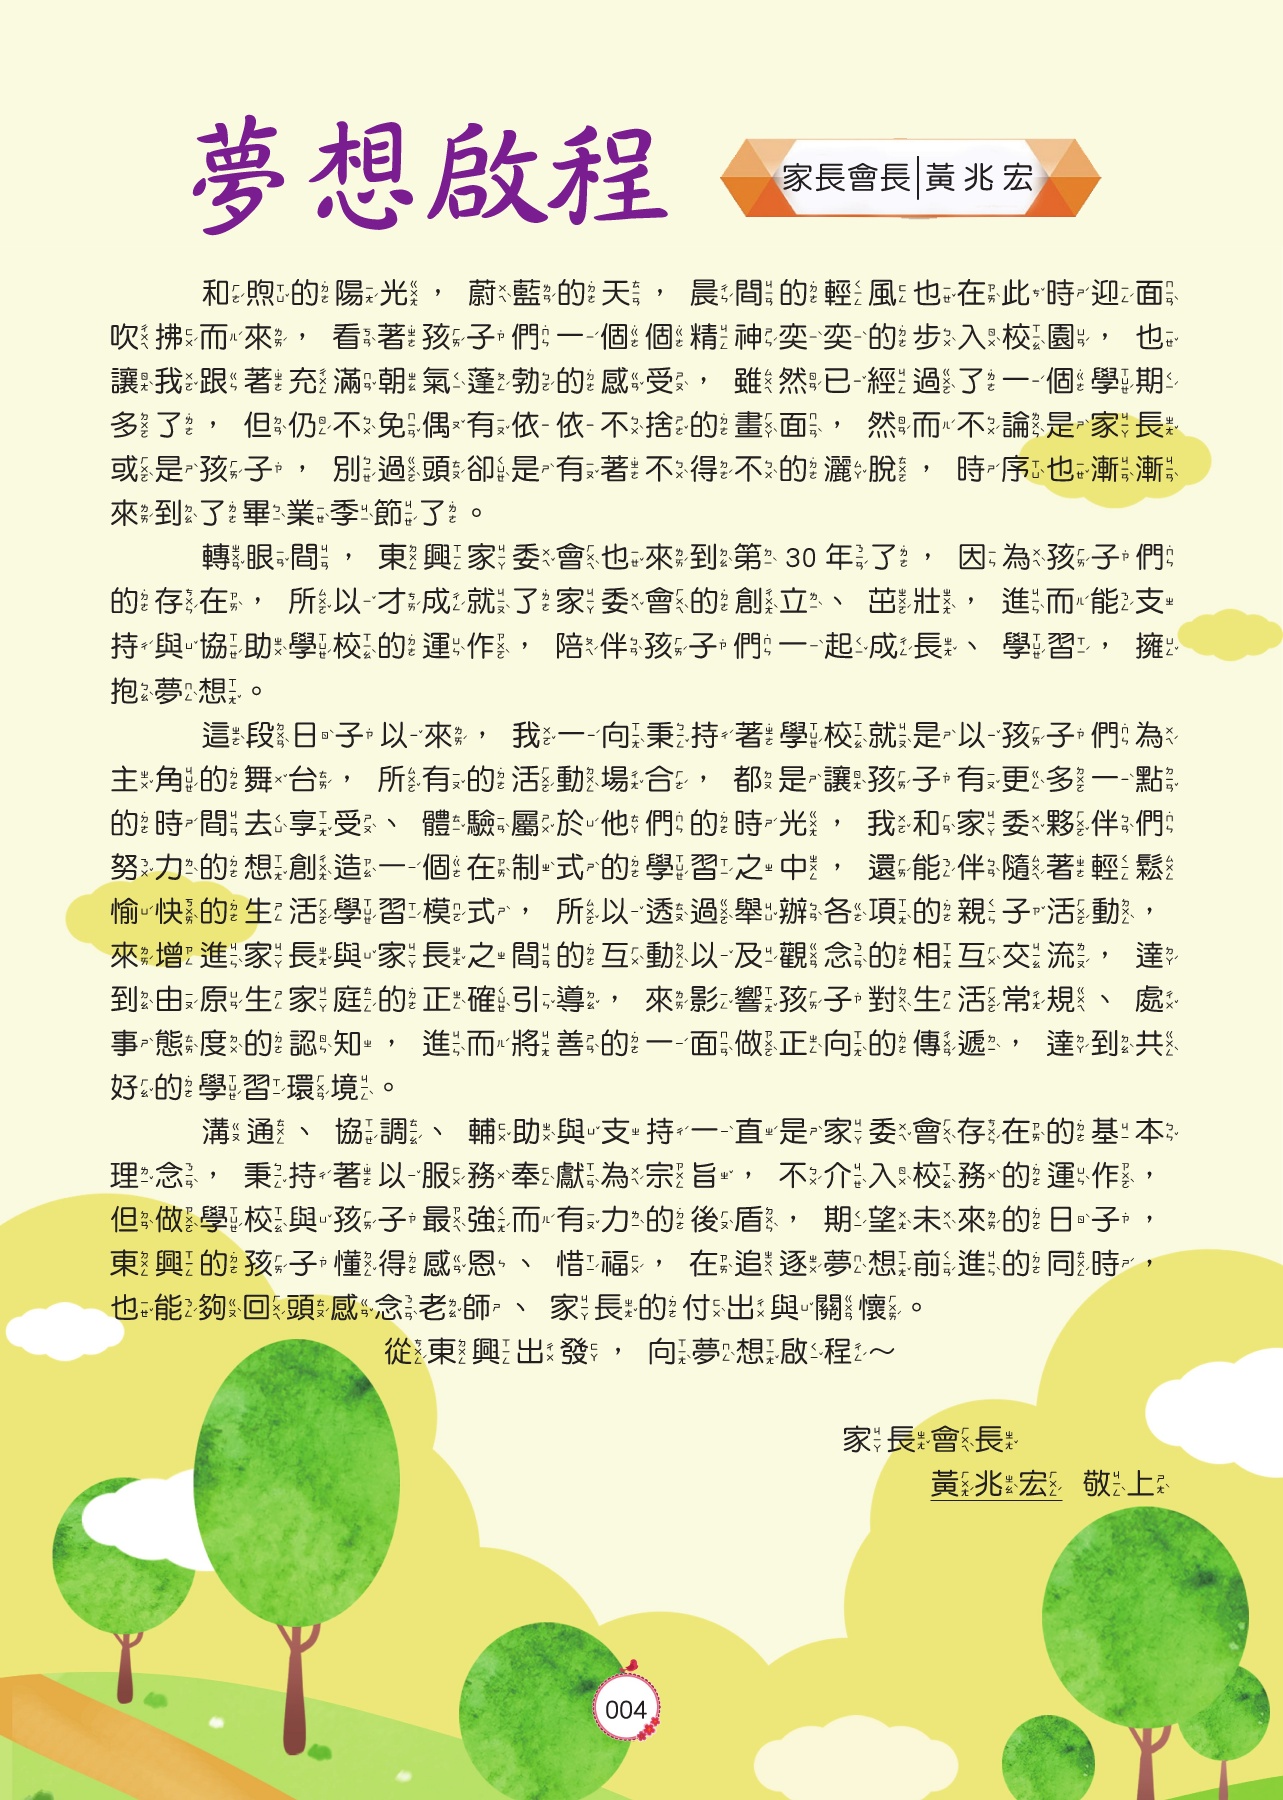 夢想啟程
家長會長|黃兆宏
和煦的陽光，蔚藍的天，晨間的輕風也在此時迎面
吹拂而來，看著孩子們一個個精神奕奕的步入校園，也
讓我跟著充滿朝氣蓬勃的感受，雖然已經過了一個學期
多了，但仍不免偶有依依不捨的畫面，然而不論是家長
或是孩子，別過頭卻是有著不得不的灑脫，時序也漸漸
來到了畢業季節了。
轉眼間，東興家委會也來到第30年了，因為孩子們
的存在，所以才成就了家委會的創立、茁壯，進而能支
持與協助學校的運作，陪伴孩子們一起成長、學習，擁
抱夢想。
這段日子以來，我一向秉持著學校就是以孩子們為
主角的舞台，所有的活動場合，都是讓孩子有更多一點
的時間去享受、體驗屬於他們的時光，我和家委夥伴們
努力的想創造一個在制式的學習之中，還能伴隨著輕鬆
愉快的生活學習模式，所以透過舉辦各項的親子活動，
來增進家長與家長之間的互動以及觀念的相互交流，達
到由原生家庭的正確引導，來影響孩子對生活常規、處
事態度的認知，進而將善的一面做正向的傳遞，達到共
好的學習環境。
溝通、協調、輔助與支持一直是家委會存在的基本
理念，秉持著以服務奉獻為宗旨，不介入校務的運作，
但做學校與孩子最強而有力的後盾，期望未來的日子，
東興的孩子懂得感恩、惜福，在追逐夢想前進的同時，
也能夠回頭感念老師、家長的付出與關懷。
從東興出發，向夢想啟程～
家長會長
黃兆宏 敬上
004